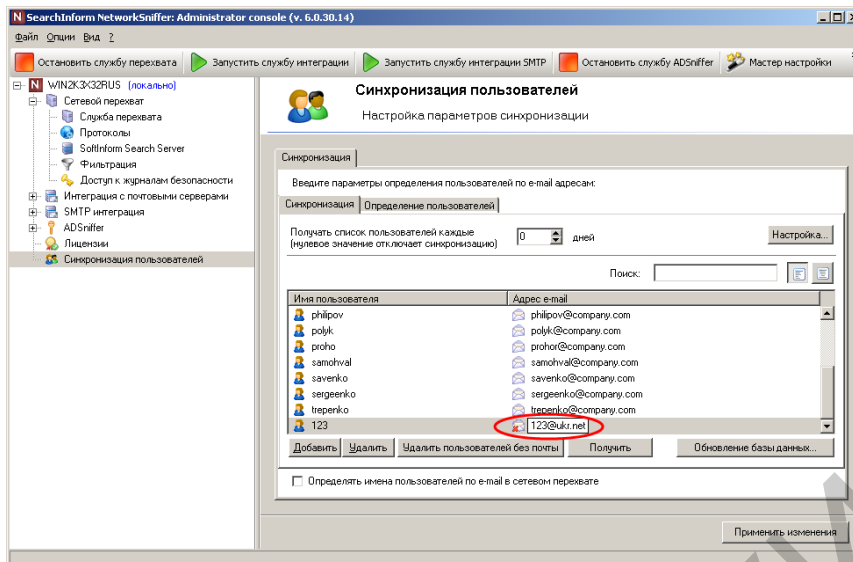 SearchInform NetworkSniffer: Administrator console (v. 6.0.30.14)
Файл Опции Вид ?
Остановить службу перехвата Запустить службу интеграции Запустить службу интеграции SMTP Остановить службу ADSniffer Мастер настройки
WIN2K3X32RUS (локально)
Сетевой перехват
Служба перехвата
Протоколы
SoftInform Search Server
Фильтрация
Доступ к журналам безопасности
Интеграция с почтовыми серверами
SMTP интеграция
ADSniffer
Лицензии
Синхронизация пользователей
Синхронизация пользователей
Настройка параметров синхронизации
Синхронизация
Введите параметры определения пользователей по e-mail адресам:
Синхронизация Определение пользователей
Получать список пользователей каждые
(нулевое значение отключает синхронизацию)
0 дней Настройка...
Поиск:
Имя пользователя Адрес e-mail
philipov philipov@company.com
polyk polyk@company.com
proho prohor@company.com
samohval samohval@company.com
savenko savenko@company.com
sergeenko sergeenko@company.com
trepenko trepenko@company.com
123 123@ukr.net
Добавить Удалить Удалить пользователей без почты Получить Обновление базы данных...
Определять имена пользователей по e-mail в сетевом перехвате
Применить изменения